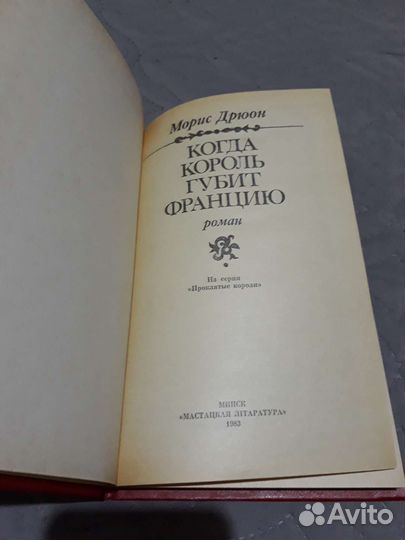 Морис Дрюон
КОГДА
КОРОЛЬ
ГУБИТ
ФРАНЦИЮ
роман
Из серии
«Проклятые короли»
МИНСК
«МАСТАЦКАЯ ЛІТАРАТУРА»
1983
Avito